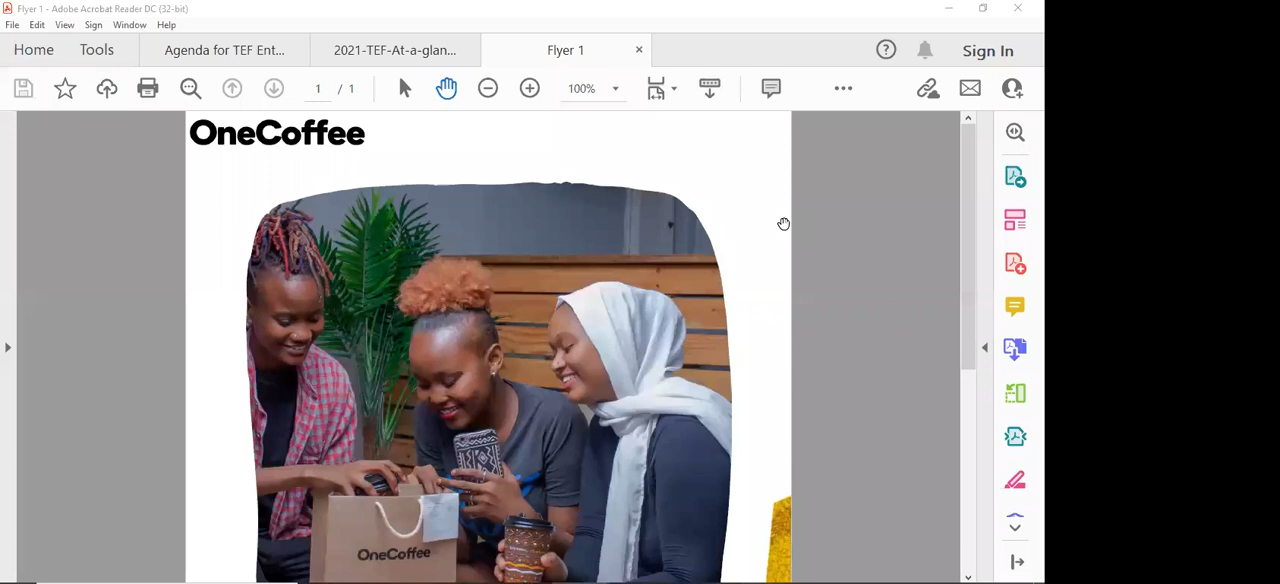 Flyer 1 - Adobe Acrobat Reader DC (32-bit)
File Edit View Sign Window Help
Home Tools Agenda for TEF Ent... 2021-TEF-At-a-glan... Flyer 1 × Sign In
1 / 1 100%
OneCoffee
OneCoffee